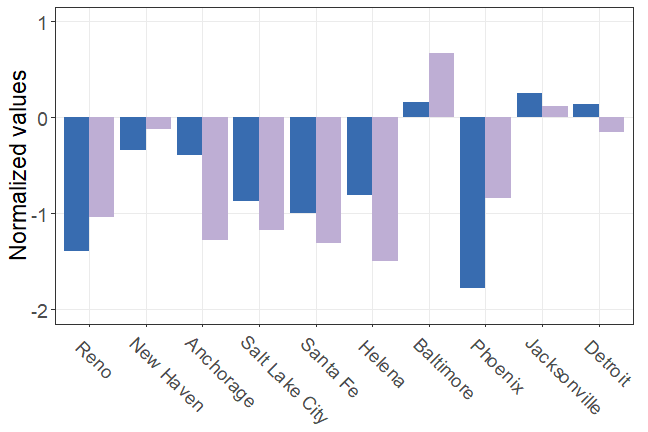 Normalized values
1
0
-1
-2
Reno
New Haven
Anchorage
Salt Lake City
Santa Fe
Helena
Baltimore
Phoenix
Jacksonville
Detroit